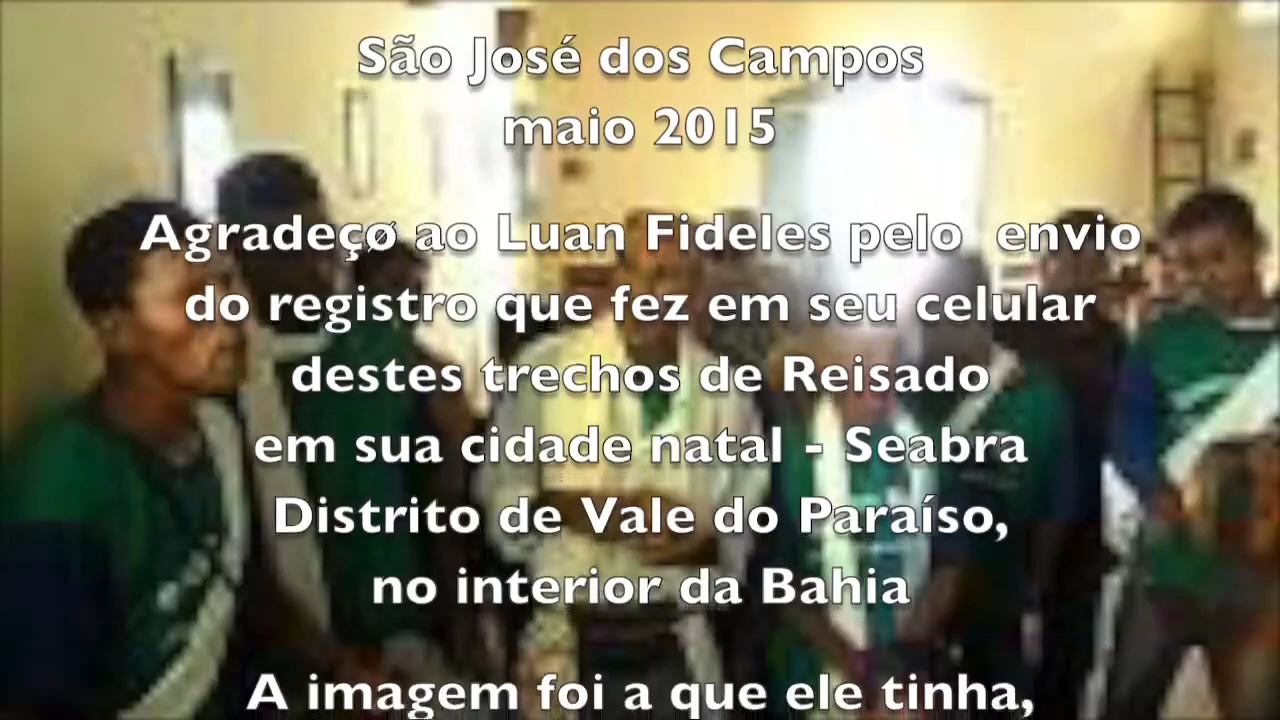 São José dos Campos
maio 2015
Agradeçø ao Luan Fideles pelo  envio
do registro que fez em seu celular
destes trechos de Reisado
em sua cidade natal - Seabra
Distrito de Vale do Paraíso,
no interior da Bahia
A imagem foi a que ele tinha,